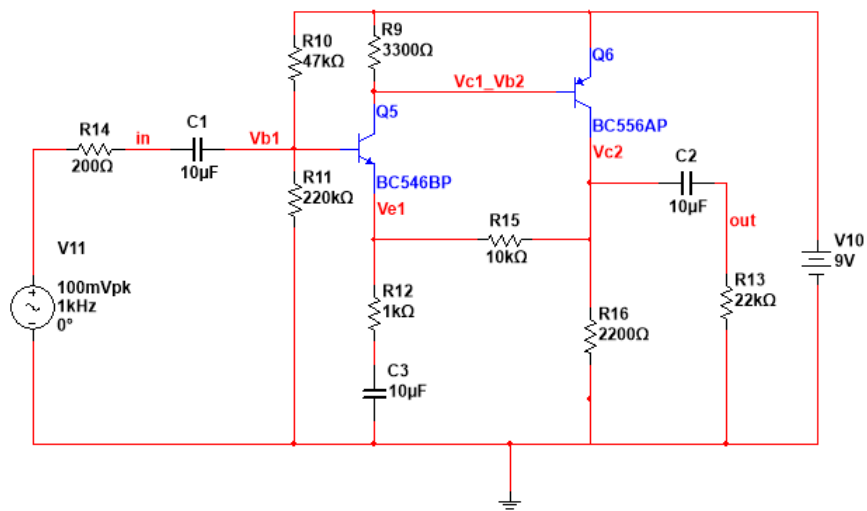 R10
47kΩ
R9
3300Ω
Q6
Vc1_Vb2
Q5
BC556AP
R14
200Ω
in
C1
10µF
Vb1
Vc2
R11
220kΩ
BC546BP
C2
10µF
Ve1
R15
10kΩ
out
V11
100mVpk
1kHz
0°
V10
9V
R12
1kΩ
R13
22kΩ
R16
2200Ω
C3
10µF